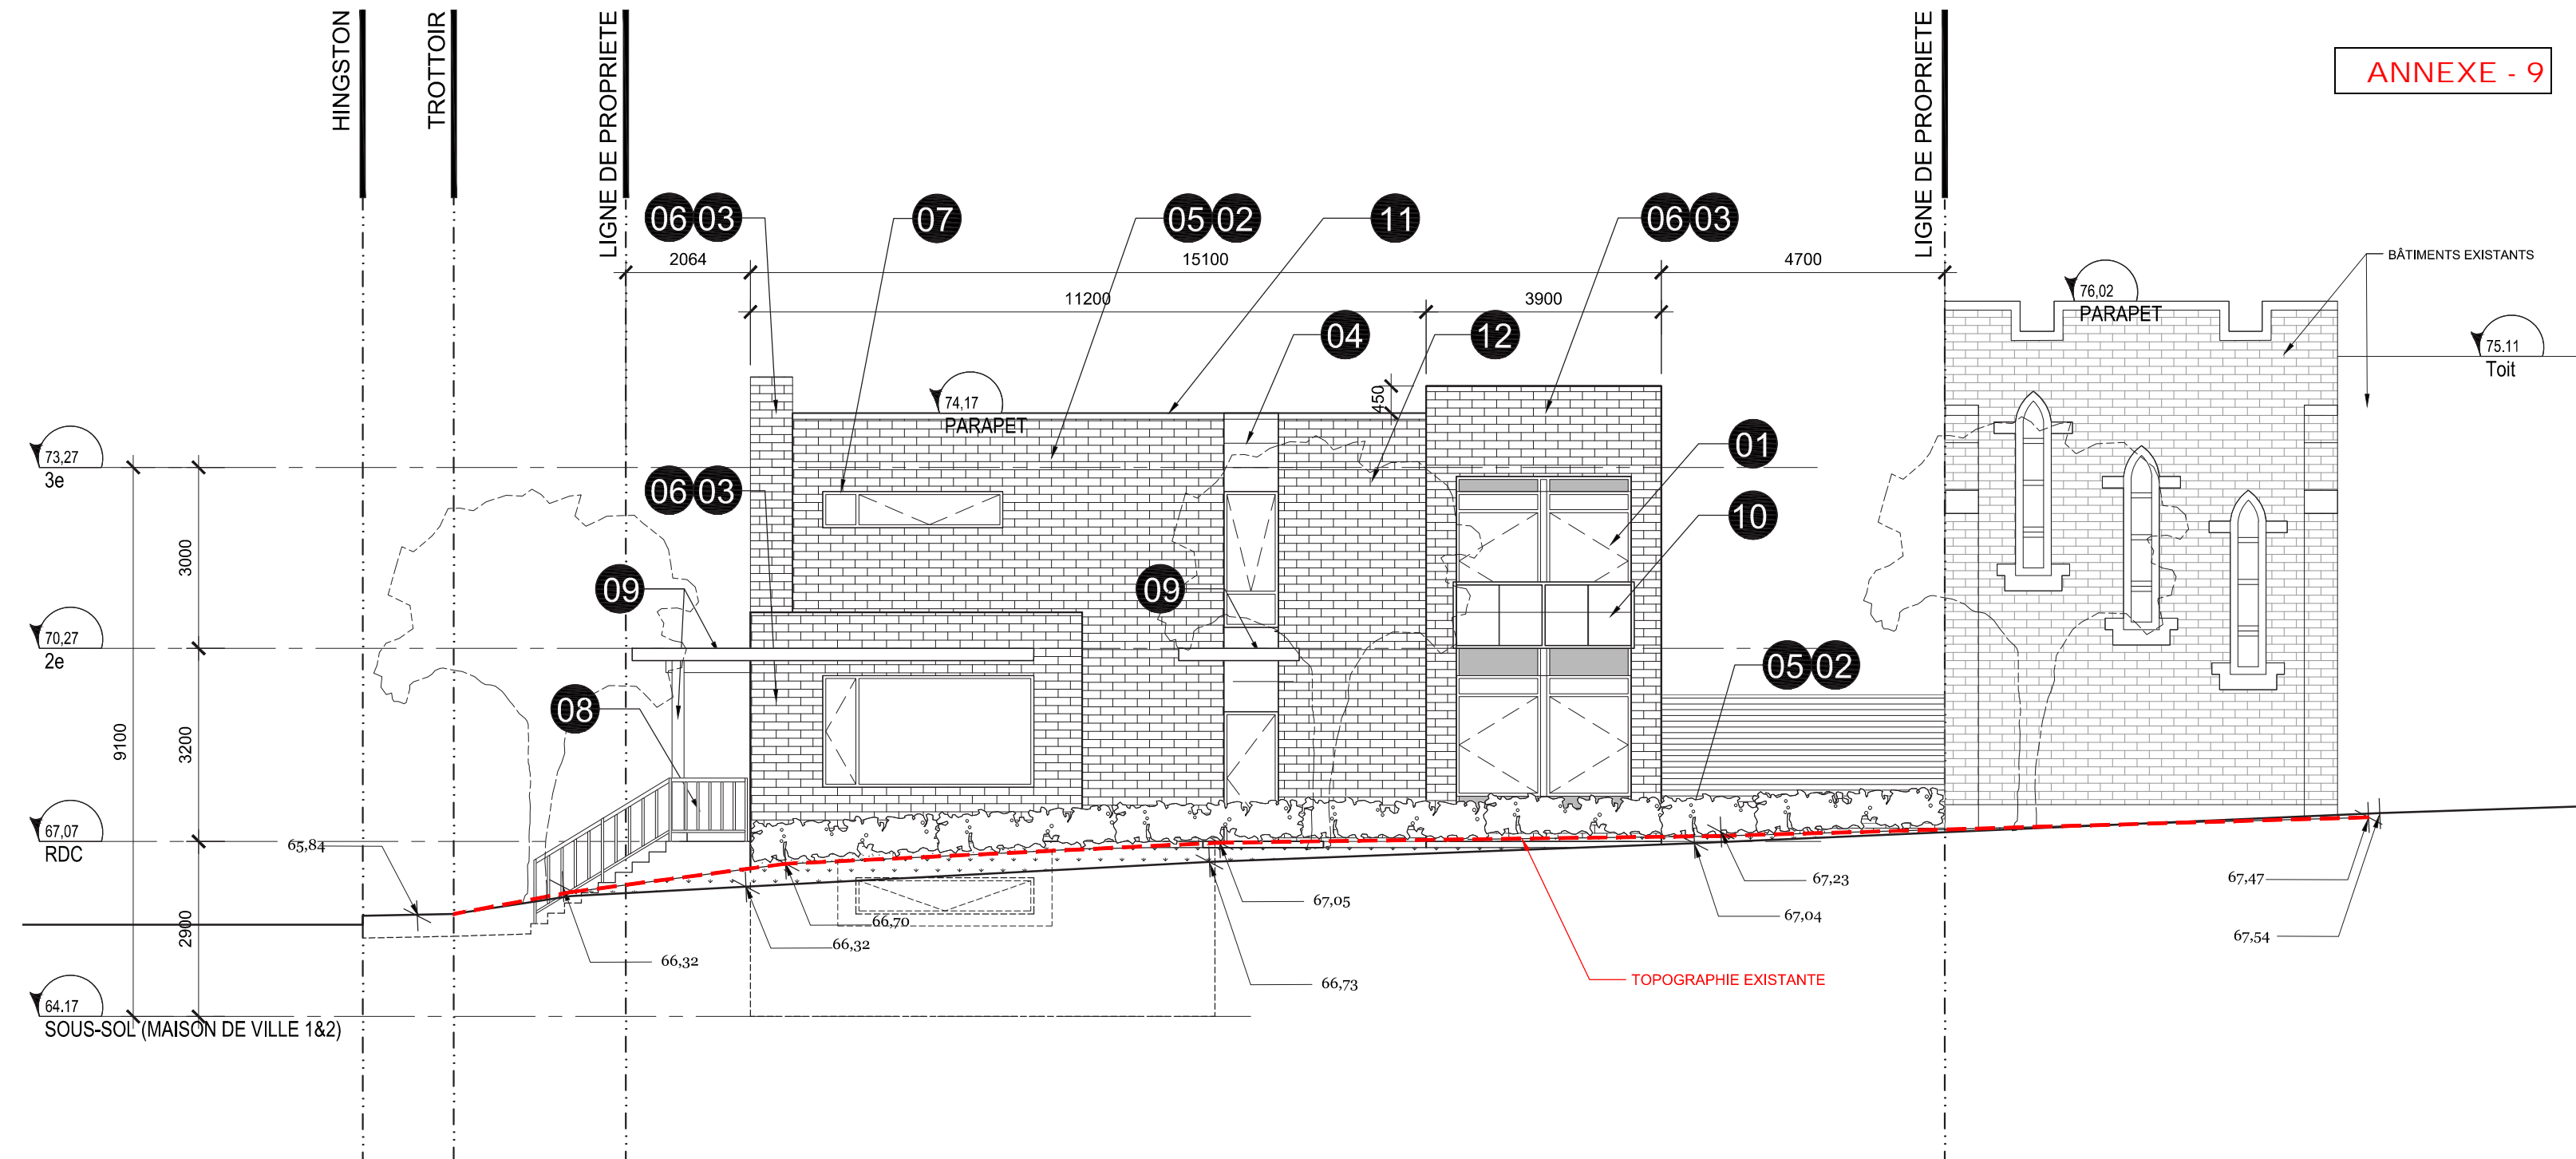 HINGSTON
TROTTOIR
LIGNE DE PROPRIETE
LIGNE DE PROPRIETE
ANNEXE - 9
06 03
07
05 02
11
06 03
2064
15100
4700
BÂTIMENTS EXISTANTS
11200
3900
76,02
PARAPET
04
12
75.11
Toit
450
74,17
PARAPET
73,27
3e
01
06 03
10
3000
09
09
70,27
2e
05 02
08
9100
3200
67,07
RDC
65,84
67,23
67,47
67,05
67,04
66,70
2900
66,32
66,32
67,54
66,73
TOPOGRAPHIE EXISTANTE
64.17
SOUS-SOL (MAISON DE VILLE 1&2)